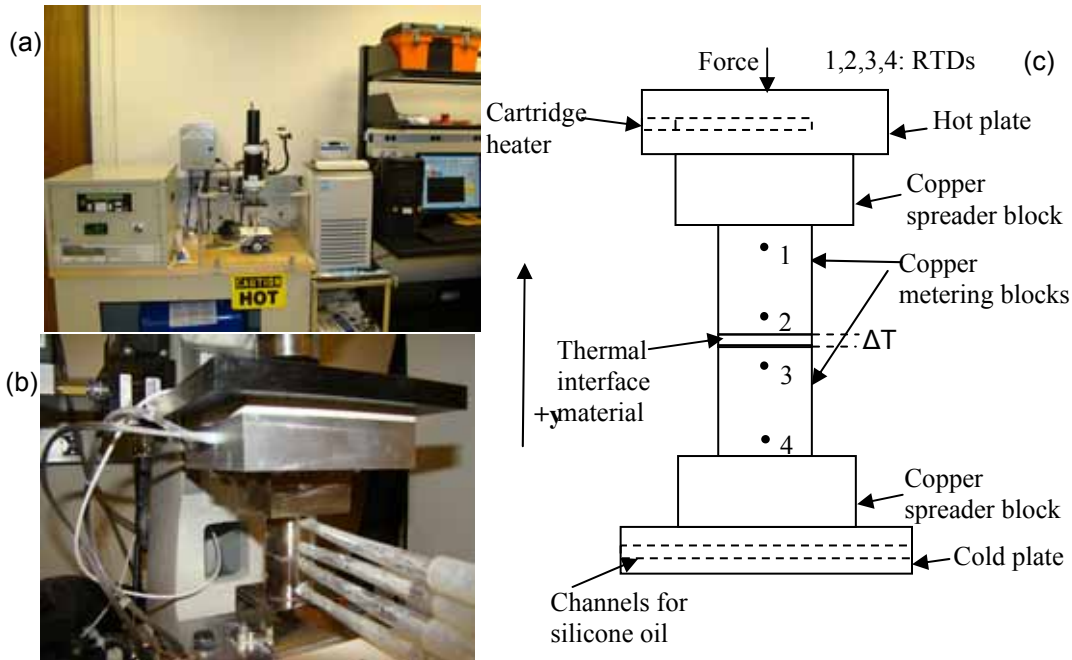 (a)
CAUTION
HOT
(b)
Force
1,2,3,4: RTDs
(c)
Cartridge
heater
Hot plate
Copper
spreader block
1
Copper
metering blocks
2
ΔT
Thermal
interface
material
3
+y
4
Copper
spreader block
Cold plate
Channels for
silicone oil